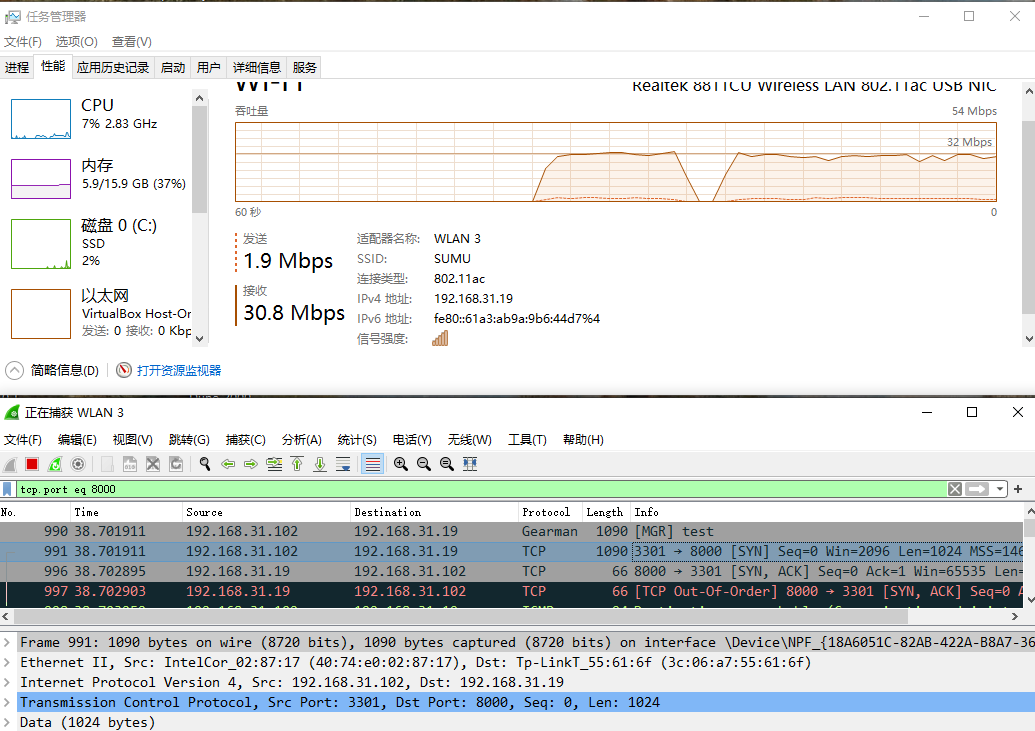 任务管理器
文件(F) 选项(O) 查看(V)
进程 性能 应用历史记录 启动 用户 详细信息 服务
CPU
7% 2.83 GHz
内存
5.9/15.9 GB (37%)
磁盘 0 (C:)
SSD
2%
以太网
VirtualBox Host-Or
发送: 0 接收: 0 Kbp
Wi-Fi Realtek 8811CU Wireless LAN 802.11ac USB NIC
吞吐量 54 Mbps
32 Mbps
60 秒 0
发送
1.9 Mbps
接收
30.8 Mbps
适配器名称: WLAN 3
SSID: SUMU
连接类型: 802.11ac
IPv4 地址: 192.168.31.19
IPv6 地址: fe80::61a3:ab9a:9b6:44d7%4
信号强度:
简略信息(D) 打开资源监视器
正在捕获 WLAN 3
文件(F) 编辑(E) 视图(V) 跳转(G) 捕获(C) 分析(A) 统计(S) 电话(Y) 无线(W) 工具(T) 帮助(H)
tcp.port eq 8000
No. Time Source Destination Protocol Length Info
990 38.701911 192.168.31.102 192.168.31.19 Gearman 1090 [MGR] test
991 38.701911 192.168.31.102 192.168.31.19 TCP 1090 3301 → 8000 [SYN] Seq=0 Win=2096 Len=1024 MSS=146
996 38.702895 192.168.31.19 192.168.31.102 TCP 66 8000 → 3301 [SYN, ACK] Seq=0 Ack=1 Win=65535 Len=
997 38.702903 192.168.31.19 192.168.31.102 TCP 66 [TCP Out-Of-Order] 8000 → 3301 [SYN, ACK] Seq=0 A
Frame 991: 1090 bytes on wire (8720 bits), 1090 bytes captured (8720 bits) on interface \Device\NPF_{18A6051C-82AB-422A-B8A7-36
Ethernet II, Src: IntelCor_02:87:17 (40:74:e0:02:87:17), Dst: Tp-LinkT_55:61:6f (3c:06:a7:55:61:6f)
Internet Protocol Version 4, Src: 192.168.31.102, Dst: 192.168.31.19
Transmission Control Protocol, Src Port: 3301, Dst Port: 8000, Seq: 0, Len: 1024
Data (1024 bytes)